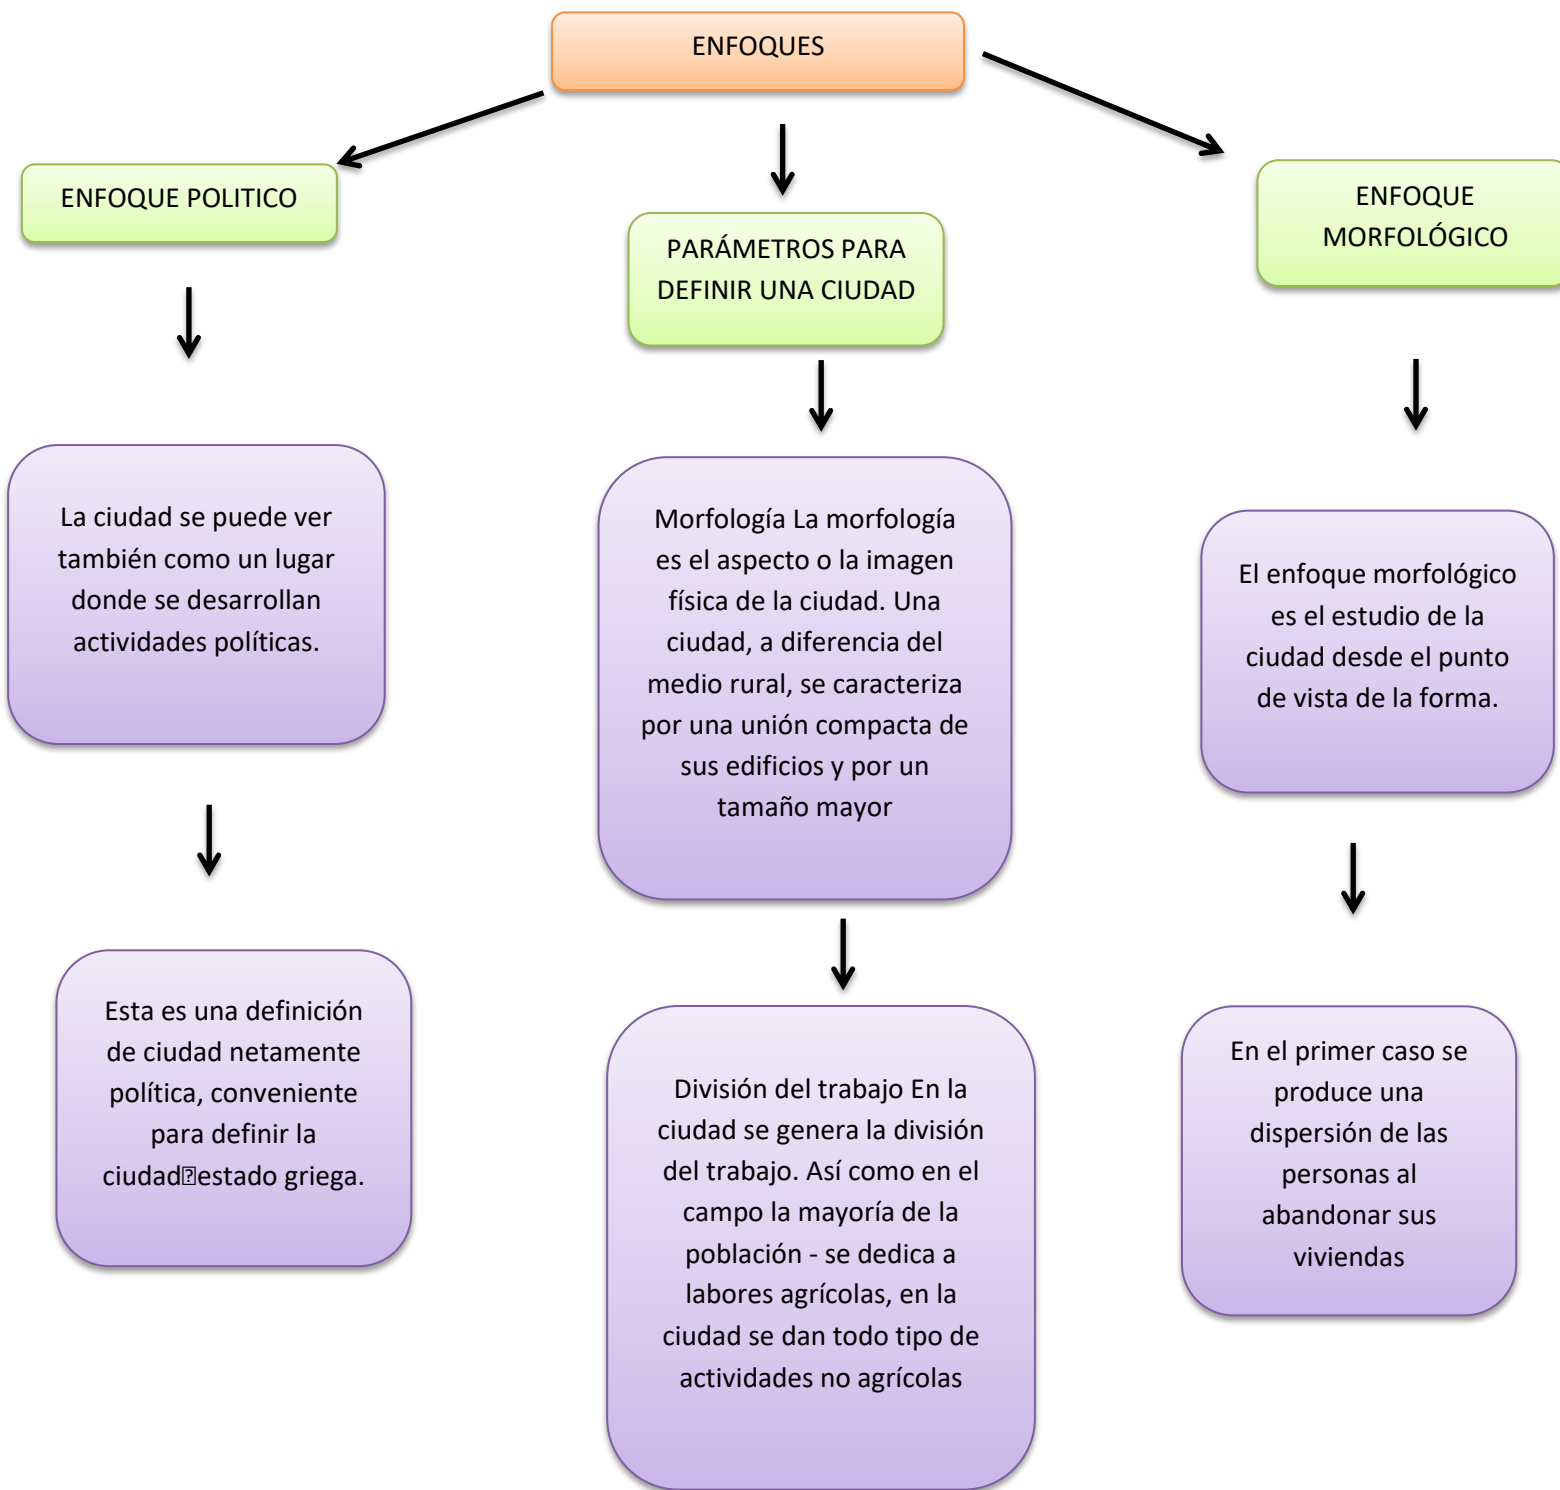 ENFOQUES
ENFOQUE POLITICO
PARÁMETROS PARA
DEFINIR UNA CIUDAD
ENFOQUE
MORFOLÓGICO
La ciudad se puede ver
también como un lugar
donde se desarrollan
actividades políticas.
Morfología La morfología
es el aspecto o la imagen
física de la ciudad. Una
ciudad, a diferencia del
medio rural, se caracteriza
por una unión compacta de
sus edificios y por un
tamaño mayor
El enfoque morfológico
es el estudio de la
ciudad desde el punto
de vista de la forma.
Esta es una definición
de ciudad netamente
política, conveniente
para definir la
ciudad⍰estado griega.
División del trabajo En la
ciudad se genera la división
del trabajo. Así como en el
campo la mayoría de la
población - se dedica a
labores agrícolas, en la
ciudad se dan todo tipo de
actividades no agrícolas
En el primer caso se
produce una
dispersión de las
personas al
abandonar sus
viviendas